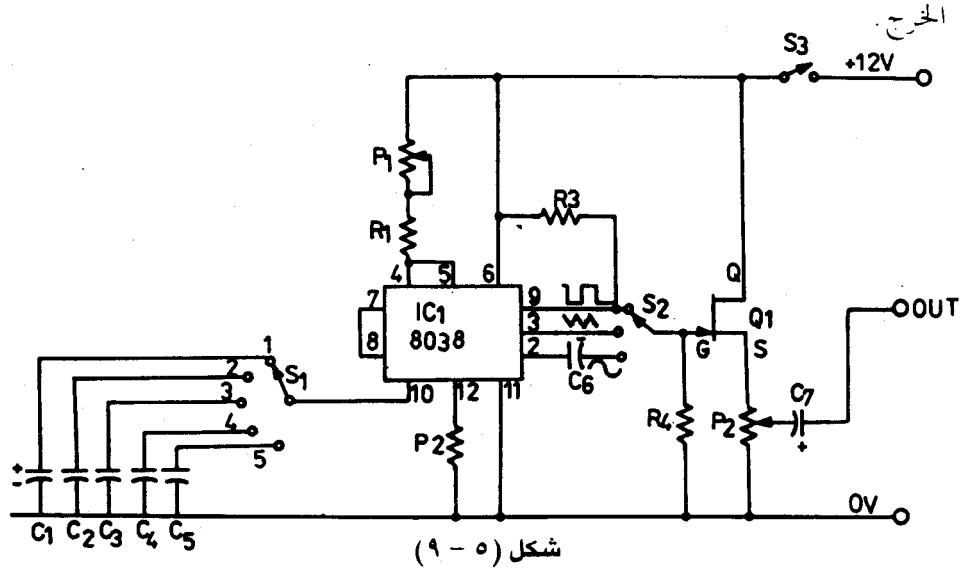 الخرج.
S3
+12V
P1
R3
R1
Q
4 5 6
7 IC1 9 S2 Q1 OUT
8 8038 3 G S
2
1
2 S1
3
4
5
10 12 11
C6
C7
P2
R4
P2
+
+
-
0V
C1 C2 C3 C4 C5
شكل (٥ - ٩)